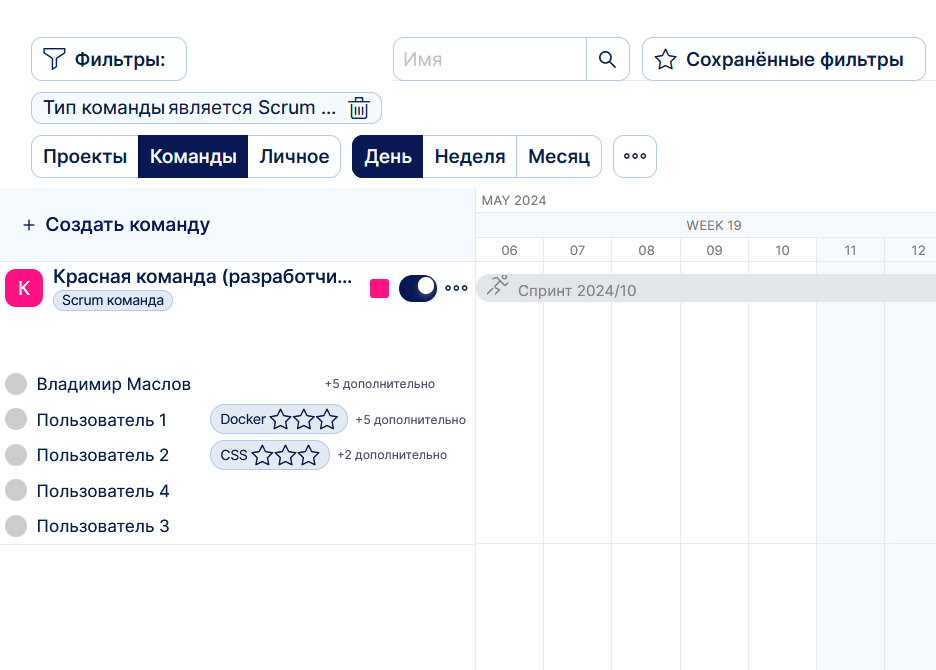 Фильтры:
Имя
Сохранённые фильтры
Тип команды является Scrum ...
Проекты Команды Личное День Неделя Месяц
MAY 2024
+ Создать команду
WEEK 19
06 07 08 09 10 11 12
К
Красная команда (разработчи...
Scrum команда
Спринт 2024/10
Владимир Маслов +5 дополнительно
Пользователь 1 Docker +5 дополнительно
Пользователь 2 CSS +2 дополнительно
Пользователь 4
Пользователь 3